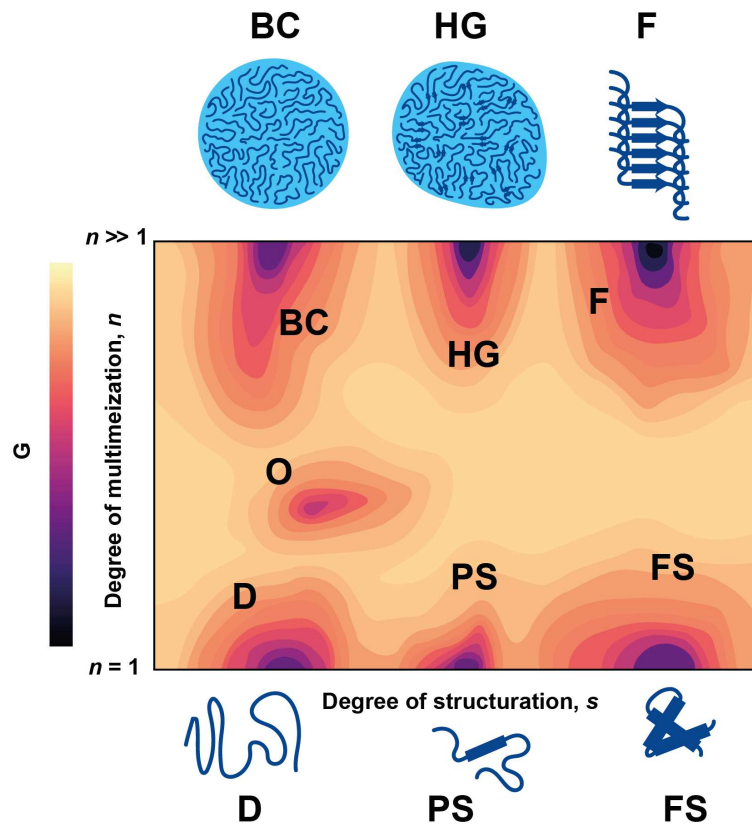 BC HG F
n >> 1
BC
F
HG
G
Degree of multimeization, n
O
D
PS
FS
n = 1
Degree of structuration, s
D PS FS